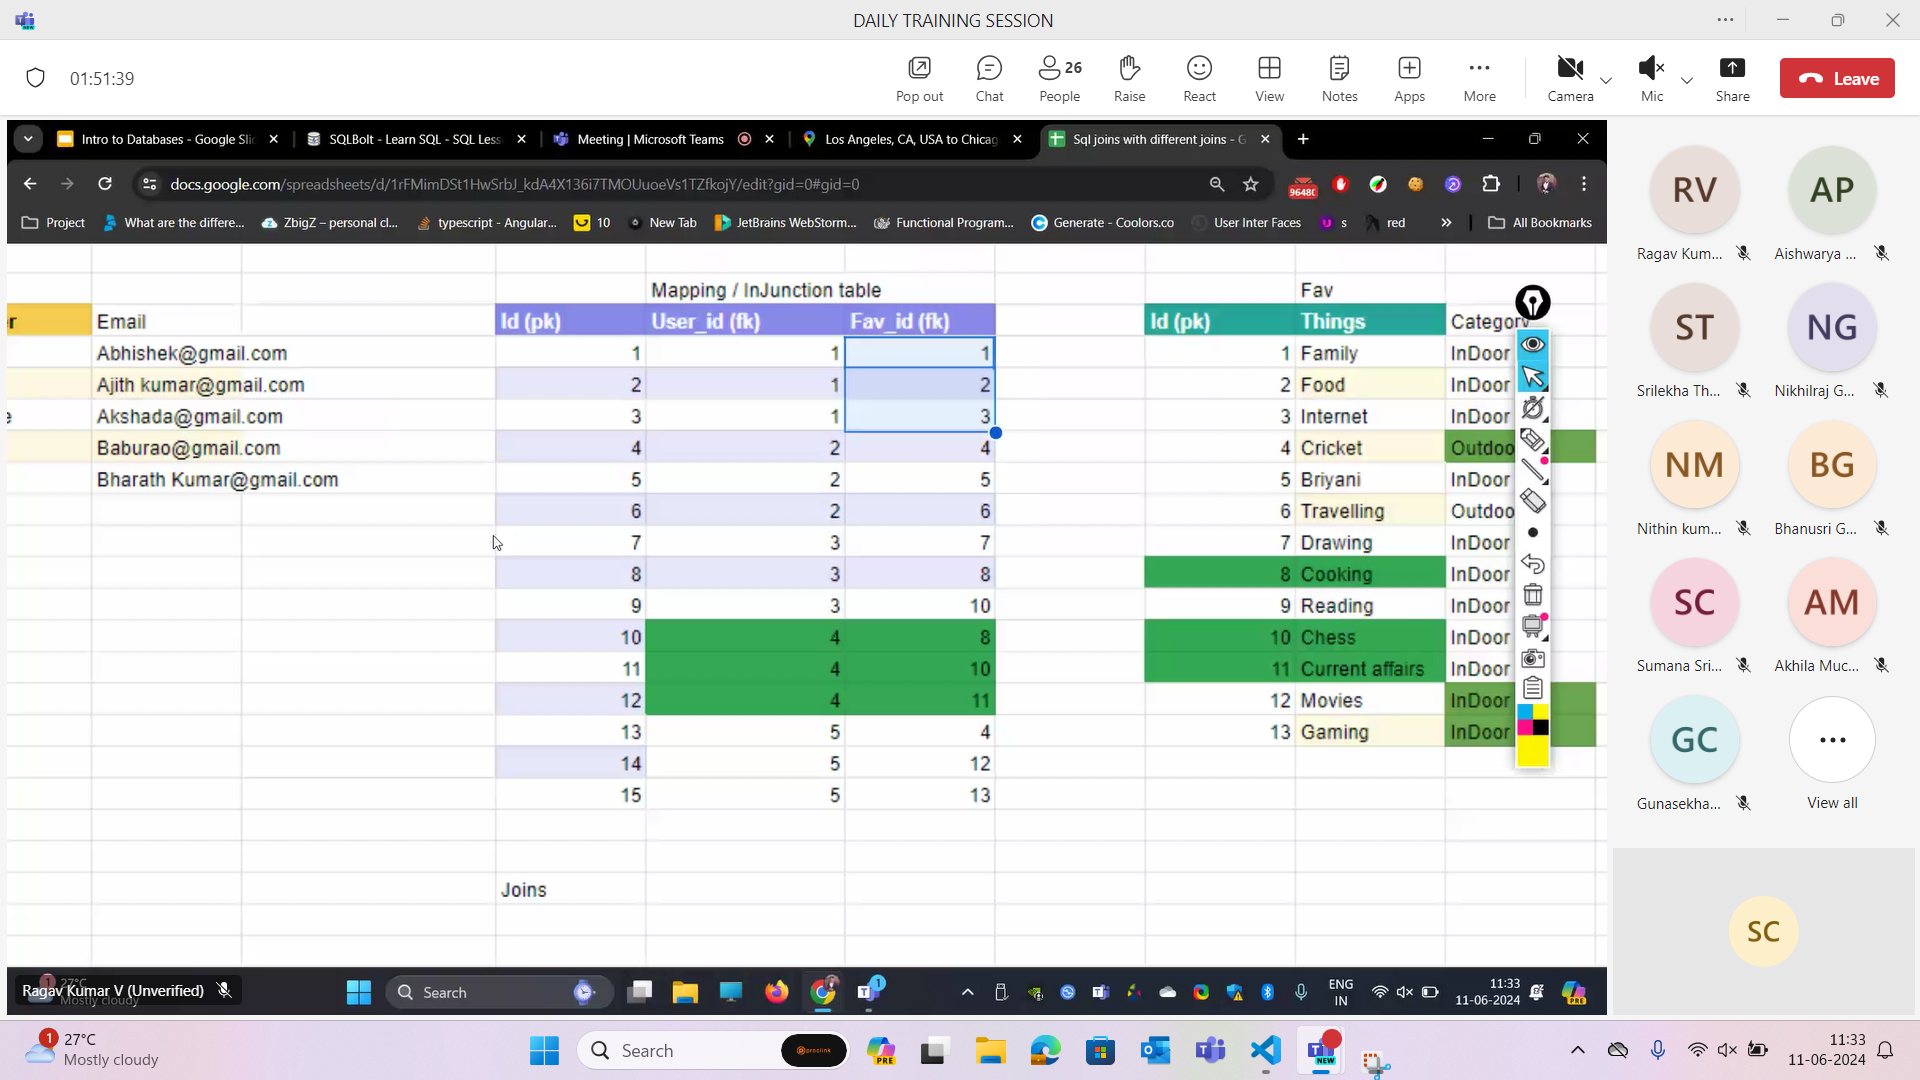 DAILY TRAINING SESSION
01:51:39
Pop out
Chat
26
People
Raise
React
View
Notes
Apps
More
Camera
Mic
Share
Leave
Intro to Databases - Google Sli
SQLBolt - Learn SQL - SQL Less
Meeting | Microsoft Teams
Los Angeles, CA, USA to Chicag
Sql joins with different joins - G
docs.google.com/spreadsheets/d/1rFMimDSt1HwSrbJ_kdA4X136i7TMOUuoeVs1TZfkojY/edit?gid=0#gid=0
Project
What are the differe...
ZbigZ – personal cl...
typescript - Angular...
10
New Tab
JetBrains WebStorm...
Functional Program...
Generate - Coolors.co
User Inter Faces
s
red
All Bookmarks
Mapping / InJunction table
Fav
r Email Id (pk) User_id (fk) Fav_id (fk) Id (pk) Things Category
Abhishek@gmail.com 1 1 1 1 Family InDoor
Ajith kumar@gmail.com 2 1 2 2 Food InDoor
e Akshada@gmail.com 3 1 3 3 Internet InDoor
Baburao@gmail.com 4 2 4 4 Cricket Outdoo
Bharath Kumar@gmail.com 5 2 5 5 Briyani InDoor
6 2 6 6 Travelling Outdoo
7 3 7 7 Drawing InDoor
8 3 8 8 Cooking InDoor
9 3 10 9 Reading InDoor
10 4 8 10 Chess InDoor
11 4 10 11 Current affairs InDoor
12 4 11 12 Movies InDoor
13 5 4 13 Gaming InDoor
14 5 12
15 5 13
Joins
RV
Ragav Kum...
AP
Aishwarya ...
ST
Srilekha Th...
NG
Nikhilraj G...
NM
Nithin kum...
BG
Bhanusri G...
SC
Sumana Sri...
AM
Akhila Muc...
GC
Gunasekha...
View all
SC
Ragav Kumar V (Unverified)
27°C
Mostly cloudy
Search
1
ENG
IN
11:33
11-06-2024
PRE
1
27°C
Mostly cloudy
Search
PRE
NEW
11:33
11-06-2024